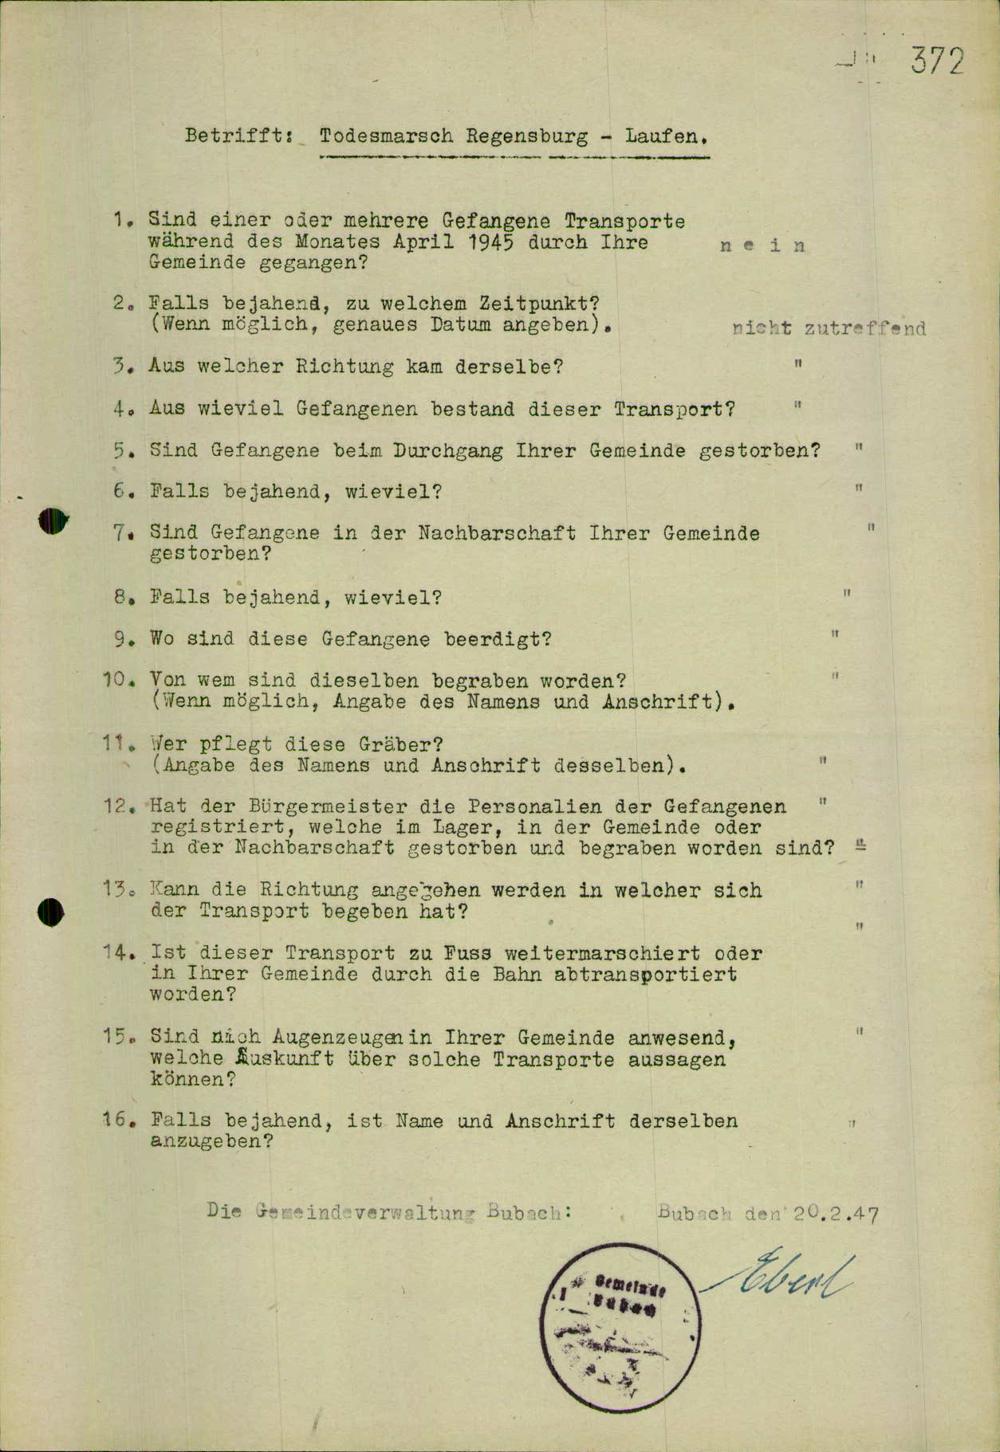 372
Betrifft: Todesmarsch Regensburg - Laufen.
1. Sind einer oder mehrere Gefangene Transporte
während des Monates April 1945 durch Ihre n e i n
Gemeinde gegangen?
2. Falls bejahend, zu welchem Zeitpunkt?
(Wenn möglich, genaues Datum angeben). nicht zutreffend
3. Aus welcher Richtung kam derselbe? "
4. Aus wieviel Gefangenen bestand dieser Transport? "
5. Sind Gefangene beim Durchgang Ihrer Gemeinde gestorben? "
6. Falls bejahend, wieviel? "
7. Sind Gefangene in der Nachbarschaft Ihrer Gemeinde "
gestorben?
8. Falls bejahend, wieviel? "
9. Wo sind diese Gefangene beerdigt? "
10. Von wem sind dieselben begraben worden? "
(Wenn möglich, Angabe des Namens und Anschrift).
11. Wer pflegt diese Gräber?
(Angabe des Namens und Anschrift desselben). "
12. Hat der Bürgermeister die Personalien der Gefangenen "
registriert, welche im Lager, in der Gemeinde oder
in der Nachbarschaft gestorben und begraben worden sind? "
13. Kann die Richtung angegeben werden in welcher sich "
der Transport begeben hat?
"
14. Ist dieser Transport zu Fuss weitermarschiert oder
in Ihrer Gemeinde durch die Bahn abtransportiert
worden?
15. Sind nach Augenzeugen in Ihrer Gemeinde anwesend, "
welche Auskunft über solche Transporte aussagen
können?
16. Falls bejahend, ist Name und Anschrift derselben "
anzugeben?
Die Gemeindeverwaltung Bubach: Bubach den 20.2.47
Eberl
Gemeinde
Bubach